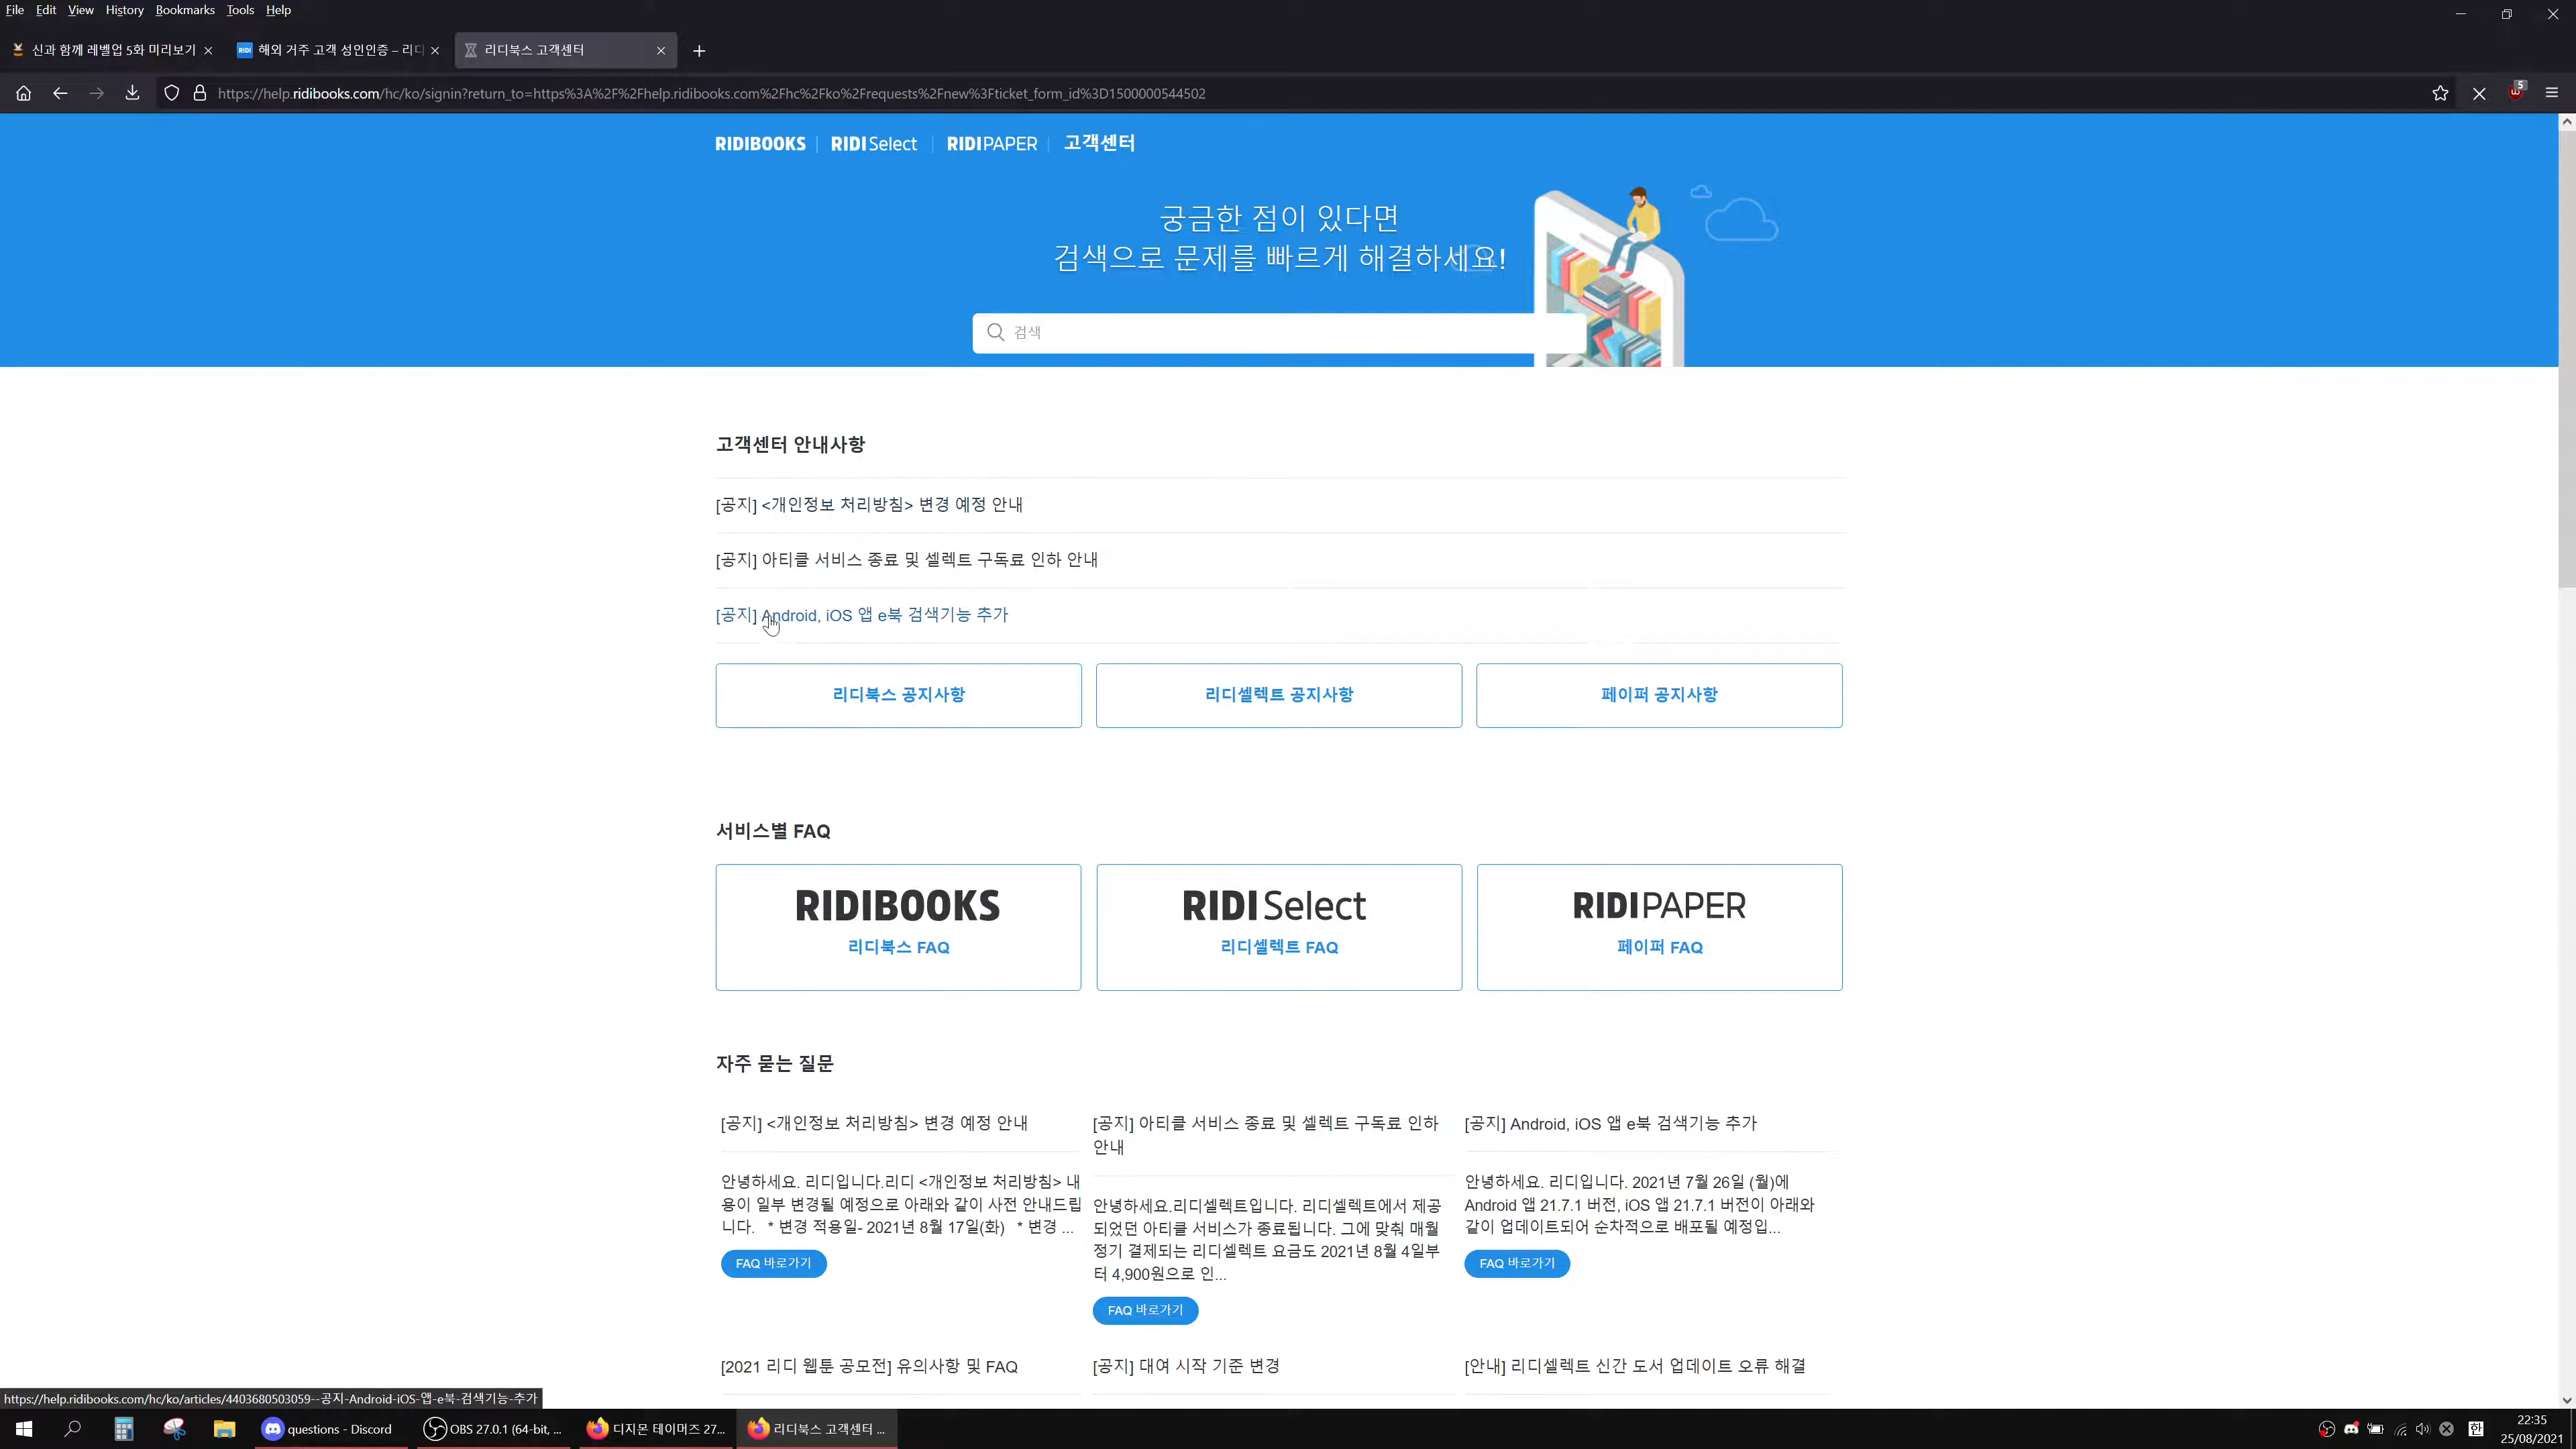 File Edit View History Bookmarks Tools Help
신과 함께 레벨업 5화 미리보기
RIDI 해외 거주 고객 성인인증 – 리디
리디북스 고객센터
https://help.ridibooks.com/hc/ko/signin?return_to=https%3A%2F%2Fhelp.ridibooks.com%2Fhc%2Fko%2Frequests%2Fnew%3Fticket_form_id%3D1500000544502
5
RIDIBOOKS RIDI Select RIDIPAPER 고객센터
궁금한 점이 있다면
검색으로 문제를 빠르게 해결하세요!
검색
고객센터 안내사항
[공지] <개인정보 처리방침> 변경 예정 안내
[공지] 아티클 서비스 종료 및 셀렉트 구독료 인하 안내
[공지] Android, iOS 앱 e북 검색기능 추가
리디북스 공지사항 리디셀렉트 공지사항 페이퍼 공지사항
서비스별 FAQ
RIDIBOOKS
리디북스 FAQ
RIDI Select
리디셀렉트 FAQ
RIDIPAPER
페이퍼 FAQ
자주 묻는 질문
[공지] <개인정보 처리방침> 변경 예정 안내
안녕하세요. 리디입니다.리디 <개인정보 처리방침> 내
용이 일부 변경될 예정으로 아래와 같이 사전 안내드립
니다. * 변경 적용일- 2021년 8월 17일(화) * 변경 ...
FAQ 바로가기
[공지] 아티클 서비스 종료 및 셀렉트 구독료 인하
안내
안녕하세요.리디셀렉트입니다. 리디셀렉트에서 제공
되었던 아티클 서비스가 종료됩니다. 그에 맞춰 매월
정기 결제되는 리디셀렉트 요금도 2021년 8월 4일부
터 4,900원으로 인...
FAQ 바로가기
[공지] Android, iOS 앱 e북 검색기능 추가
안녕하세요. 리디입니다. 2021년 7월 26일 (월)에
Android 앱 21.7.1 버전, iOS 앱 21.7.1 버전이 아래와
같이 업데이트되어 순차적으로 배포될 예정입...
FAQ 바로가기
[2021 리디 웹툰 공모전] 유의사항 및 FAQ
[공지] 대여 시작 기준 변경
[안내] 리디셀렉트 신간 도서 업데이트 오류 해결
https://help.ridibooks.com/hc/ko/articles/4403680503059--공지-Android-iOS-앱-e북-검색기능-추가
questions - Discord
OBS 27.0.1 (64-bit, ...
디지몬 테이머즈 27...
리디북스 고객센터 ...
한
22:35
25/08/2021